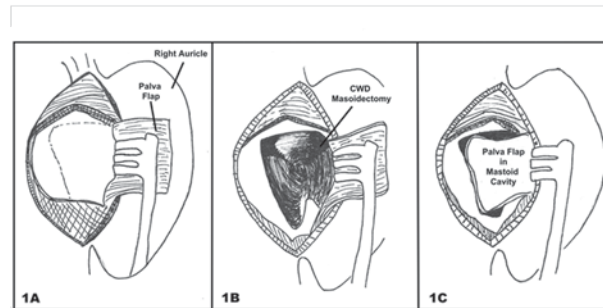 Right Auricle
Palva
Flap
1A
CWD
Masoidectomy
1B
Palva Flap
in
Mastoid
Cavity
1C